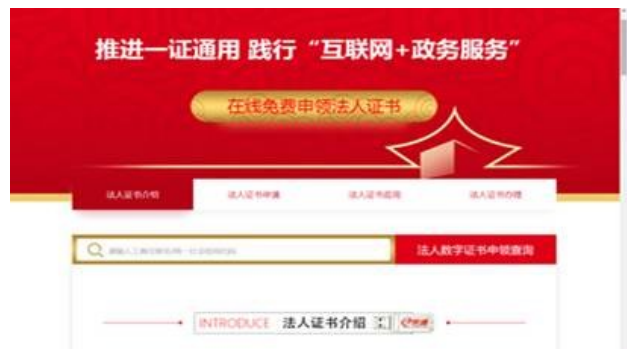 推进一证通用 践行“互联网+政务服务”
在线免费申领法人证书
法人证书介绍 法人证书申请 法人证书咨询 法人证书办理
法人数字证书申领查询
INTRODUCE 法人证书介绍